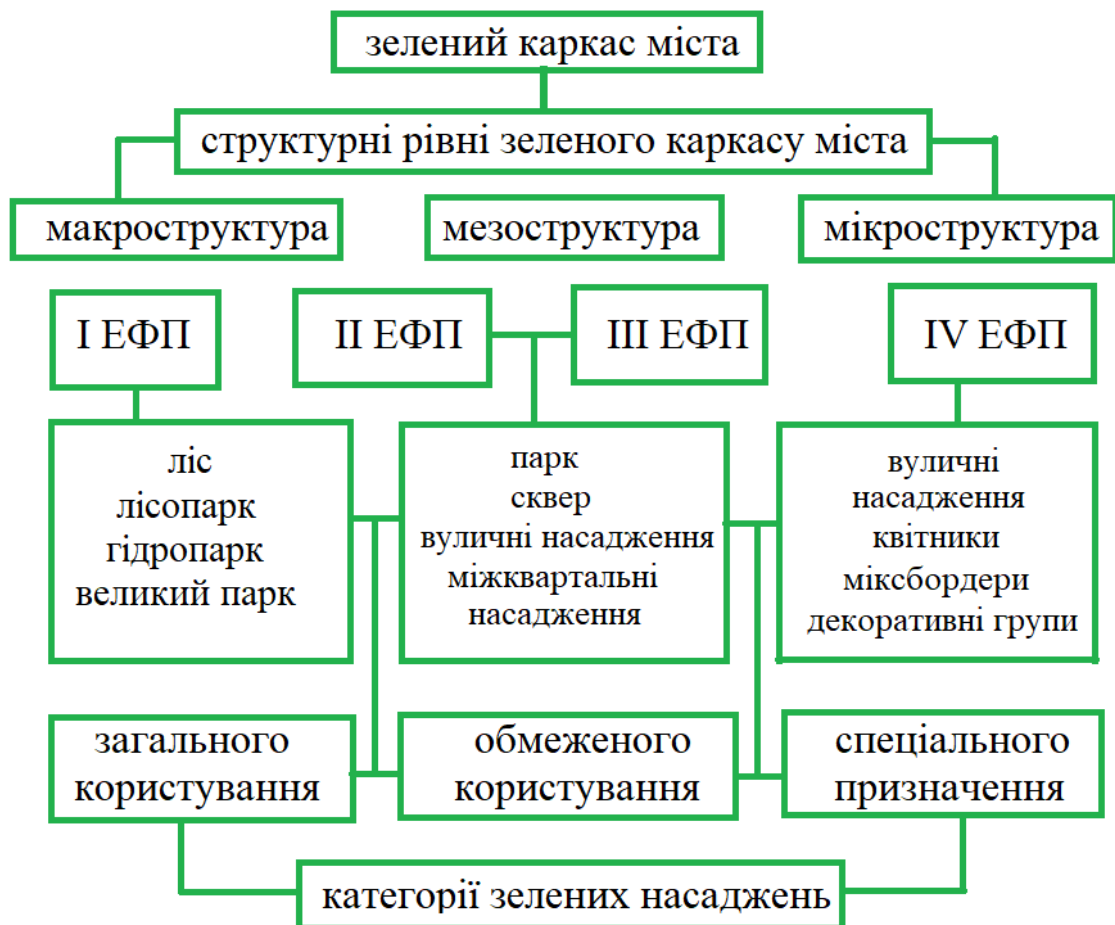 зелений каркас міста
структурні рівні зеленого каркасу міста
макроструктура
мезоструктура
мікроструктура
І ЕФП
ІІ ЕФП
ІІІ ЕФП
IV ЕФП
ліс
лісопарк
гідропарк
великий парк
парк
сквер
вуличні насадження
міжквартальні
насадження
вуличні
насадження
квітники
міксбордери
декоративні групи
загального
користування
обмеженого
користування
спеціального
призначення
категорії зелених насаджень